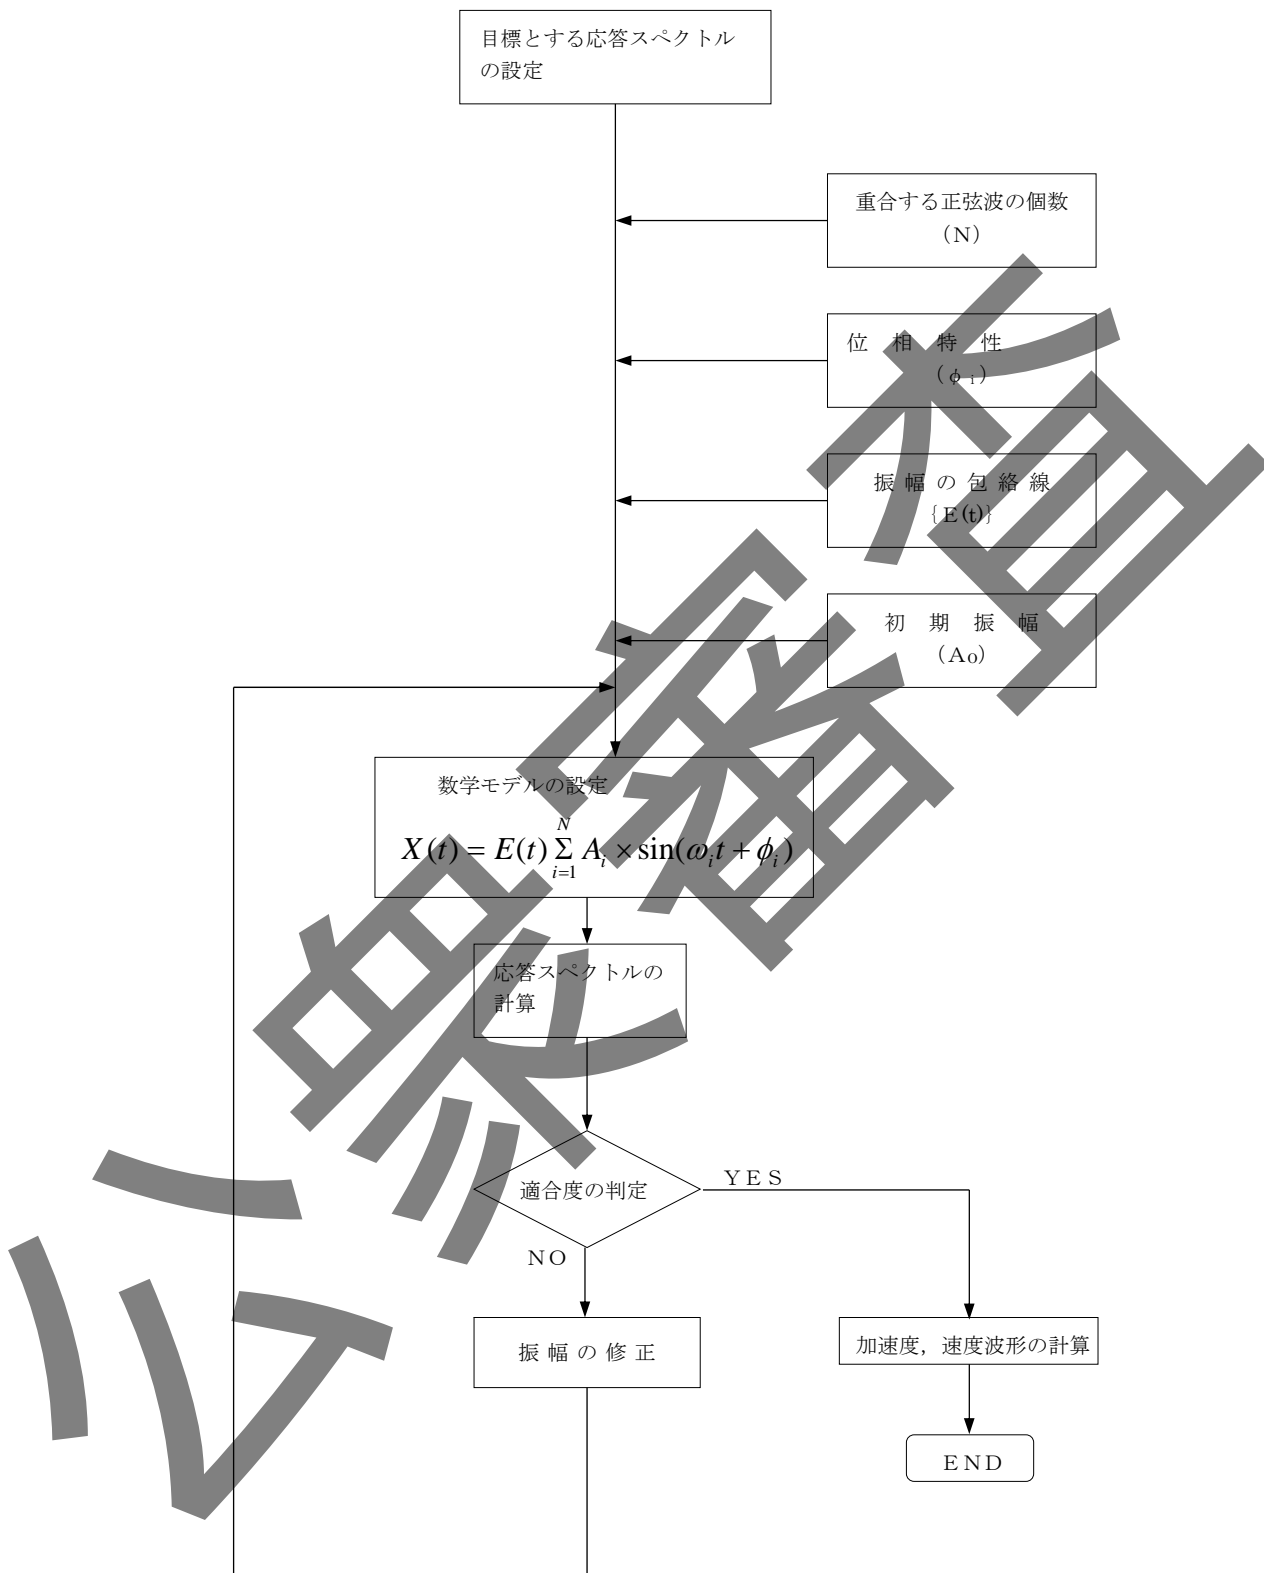 目標とする応答スペクトル
の設定
重合する正弦波の個数
(N)
位 相 特 性
(φi)
振 幅 の 包 絡 線
{E(t)}
初 期 振 幅
(A0)
数学モデルの設定
X(t) = E(t) Σ_{i=1}^{N} A_i × sin(ω_i t + φ_i)
応答スペクトルの
計算
適合度の判定
YES
NO
振 幅 の 修 正
加速度，速度波形の計算
END
公衆審査